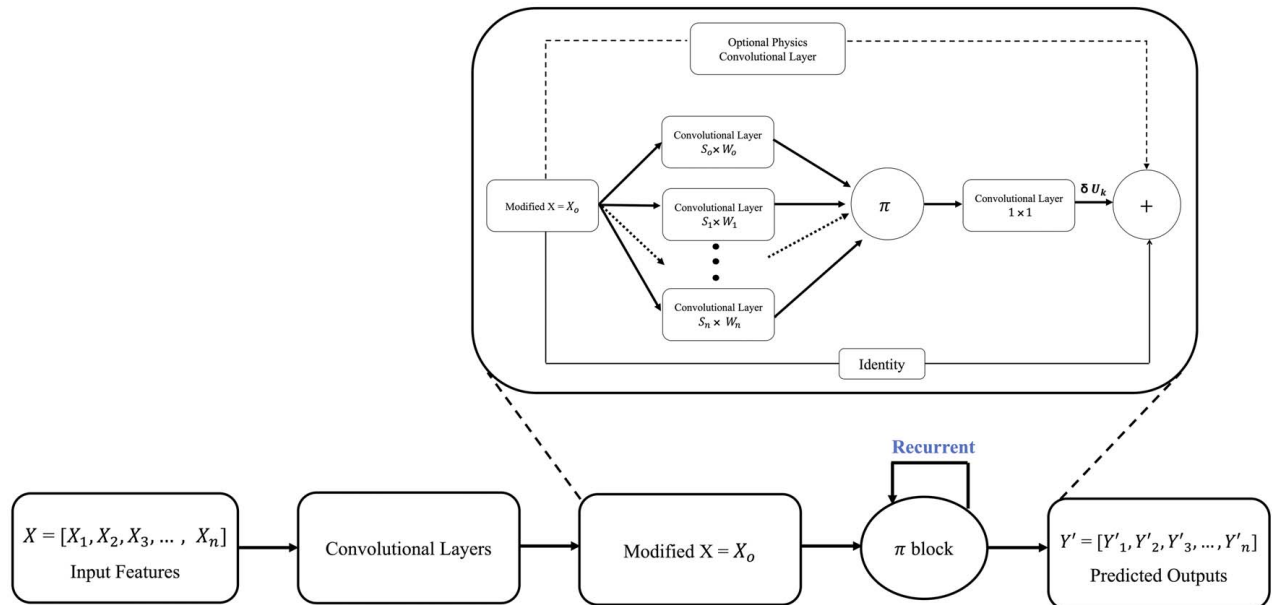 Optional Physics
Convolutional Layer
Convolutional Layer
S_o × W_o
Modified X = X_o
Convolutional Layer
S_1 × W_1
π
Convolutional Layer
1 × 1
δ U_k
+
Convolutional Layer
S_n × W_n
Identity
Recurrent
X = [X_1, X_2, X_3, ... , X_n]
Input Features
Convolutional Layers
Modified X = X_o
π block
Y' = [Y'_1, Y'_2, Y'_3, ... , Y'_n]
Predicted Outputs